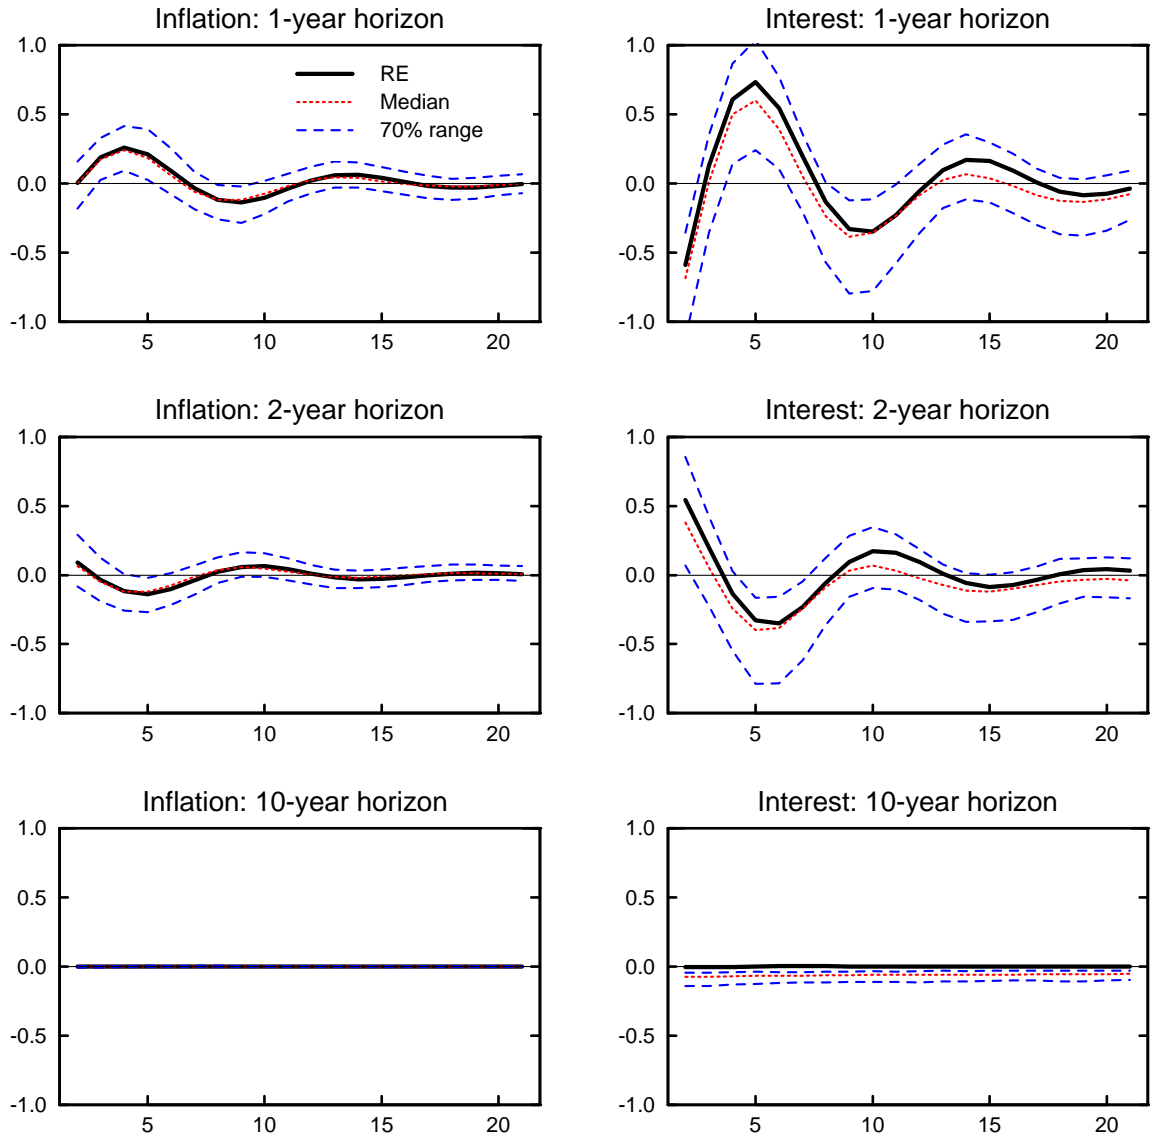 Inflation: 1-year horizon
1.0
0.5
0.0
-0.5
-1.0
RE
Median
70% range
5 10 15 20
Interest: 1-year horizon
1.0
0.5
0.0
-0.5
-1.0
5 10 15 20
Inflation: 2-year horizon
1.0
0.5
0.0
-0.5
-1.0
5 10 15 20
Interest: 2-year horizon
1.0
0.5
0.0
-0.5
-1.0
5 10 15 20
Inflation: 10-year horizon
1.0
0.5
0.0
-0.5
-1.0
5 10 15 20
Interest: 10-year horizon
1.0
0.5
0.0
-0.5
-1.0
5 10 15 20